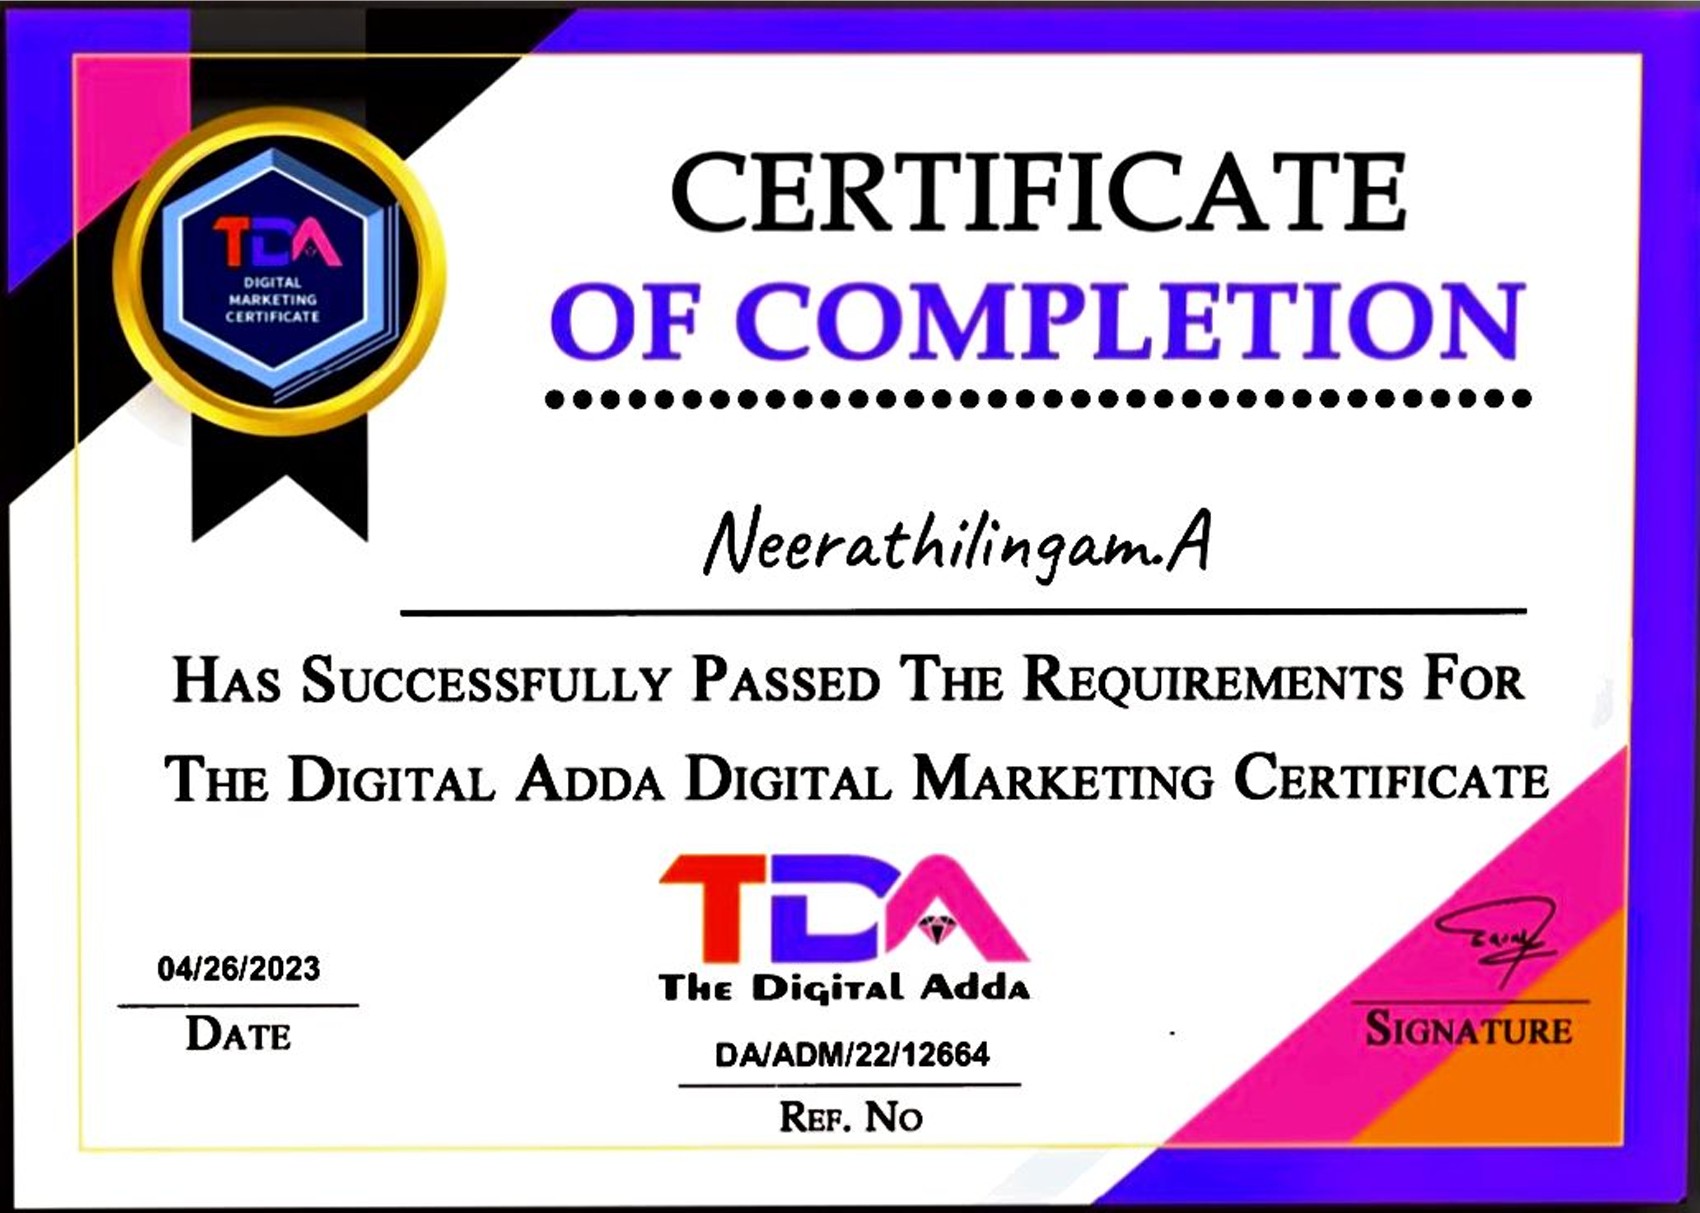 TDA
DIGITAL
MARKETING
CERTIFICATE
CERTIFICATE
OF COMPLETION
Neerathilingam.A
HAS SUCCESSFULLY PASSED THE REQUIREMENTS FOR
THE DIGITAL ADDA DIGITAL MARKETING CERTIFICATE
TDA
The Digital Adda
04/26/2023
DATE
DA/ADM/22/12664
REF. NO
SIGNATURE